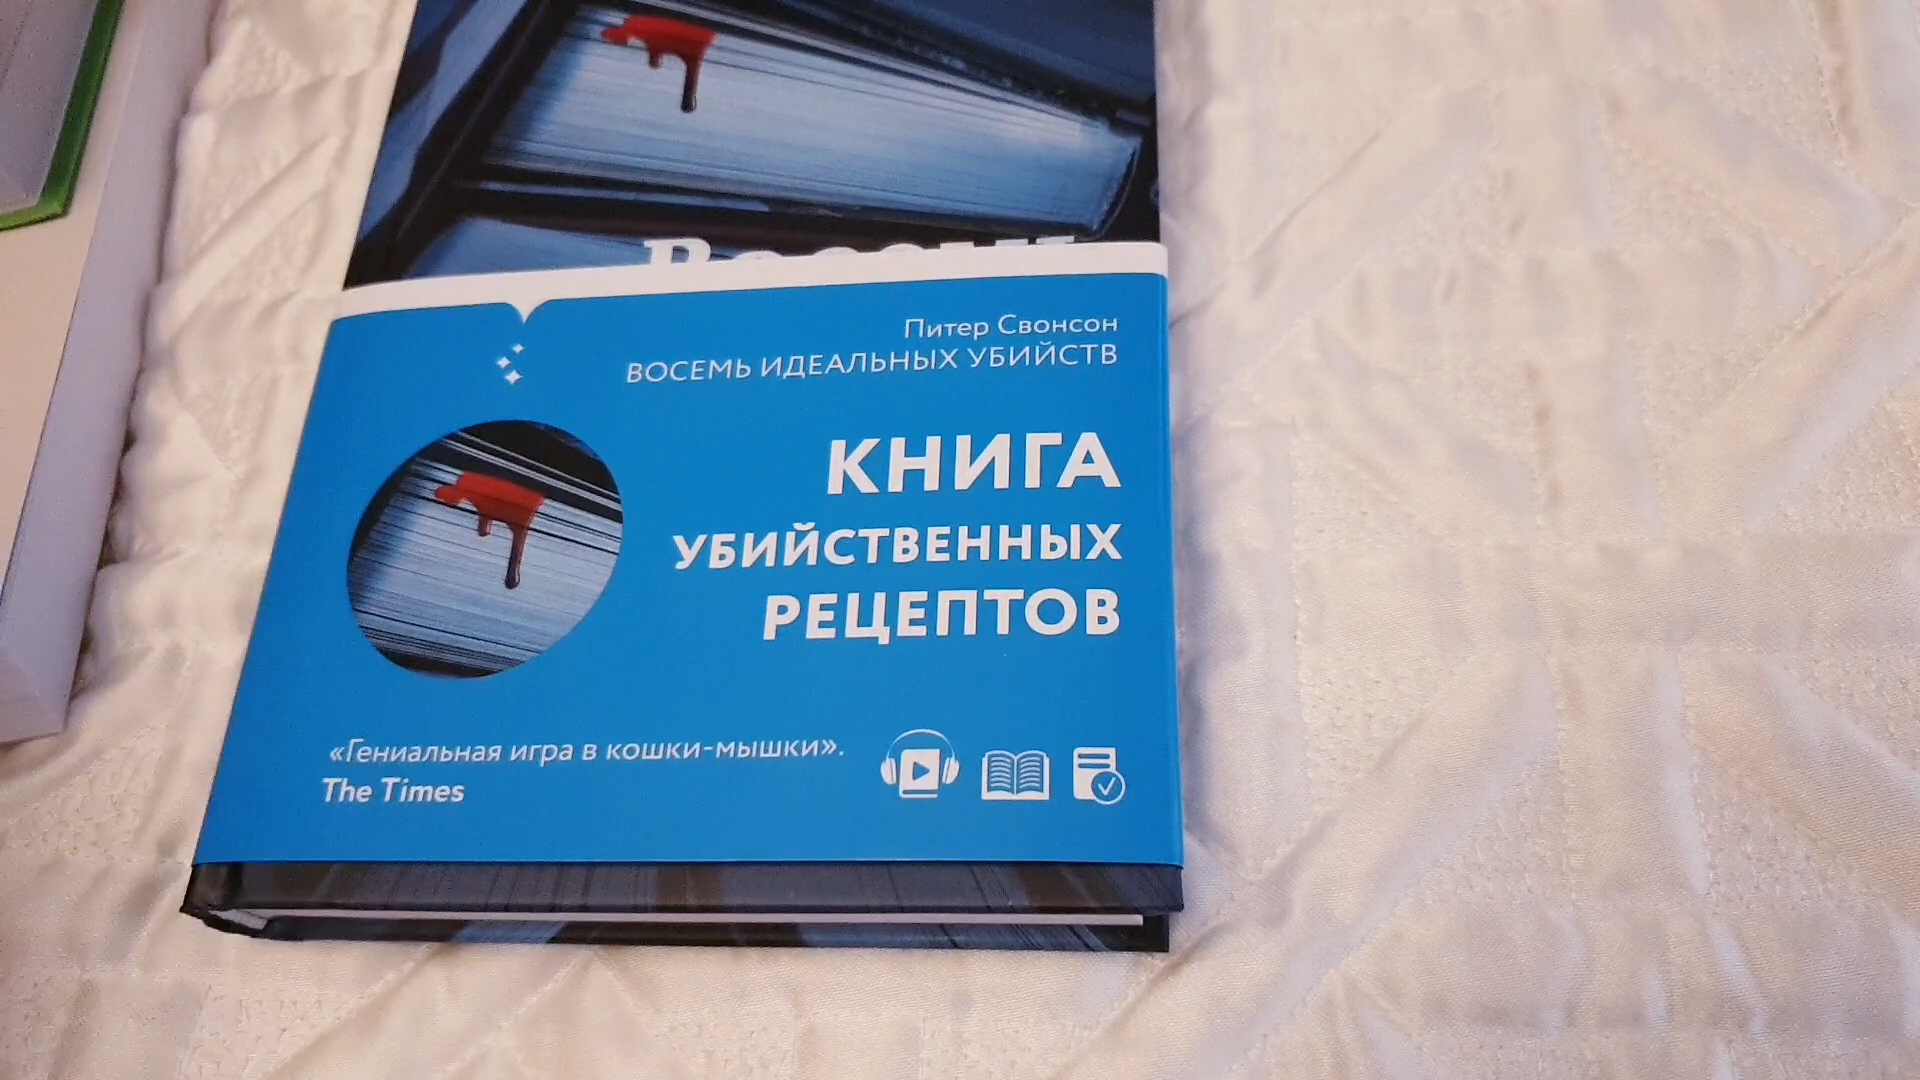 Питер Свонсон
ВОСЕМЬ ИДЕАЛЬНЫХ УБИЙСТВ
КНИГА
УБИЙСТВЕННЫХ
РЕЦЕПТОВ
«Гениальная игра в кошки-мышки».
The Times